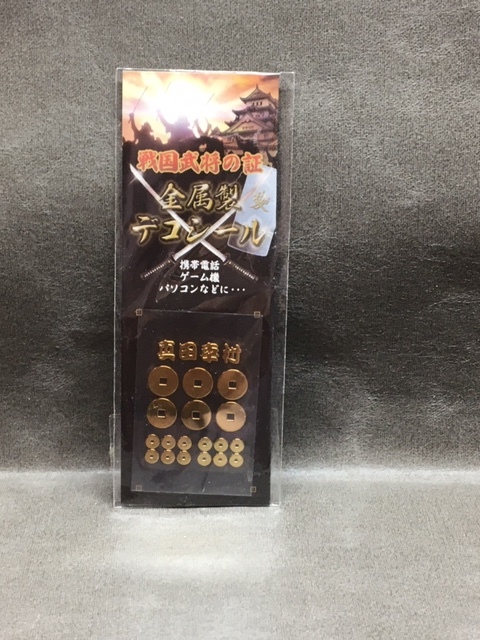 戦国武将の証
金属製
デコシール
携帯電話
ゲーム機
パソコンなどに・・・
真田幸村